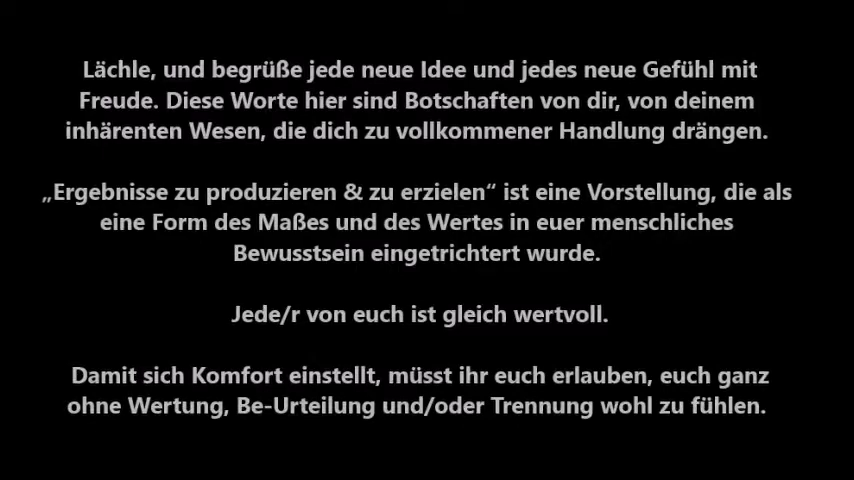 Lächle, und begrüße jede neue Idee und jedes neue Gefühl mit
Freude. Diese Worte hier sind Botschaften von dir, von deinem
inhärenten Wesen, die dich zu vollkommener Handlung drängen.
„Ergebnisse zu produzieren & zu erzielen“ ist eine Vorstellung, die als
eine Form des Maßes und des Wertes in euer menschliches
Bewusstsein eingetrichtert wurde.
Jede/r von euch ist gleich wertvoll.
Damit sich Komfort einstellt, müsst ihr euch erlauben, euch ganz
ohne Wertung, Be-Urteilung und/oder Trennung wohl zu fühlen.